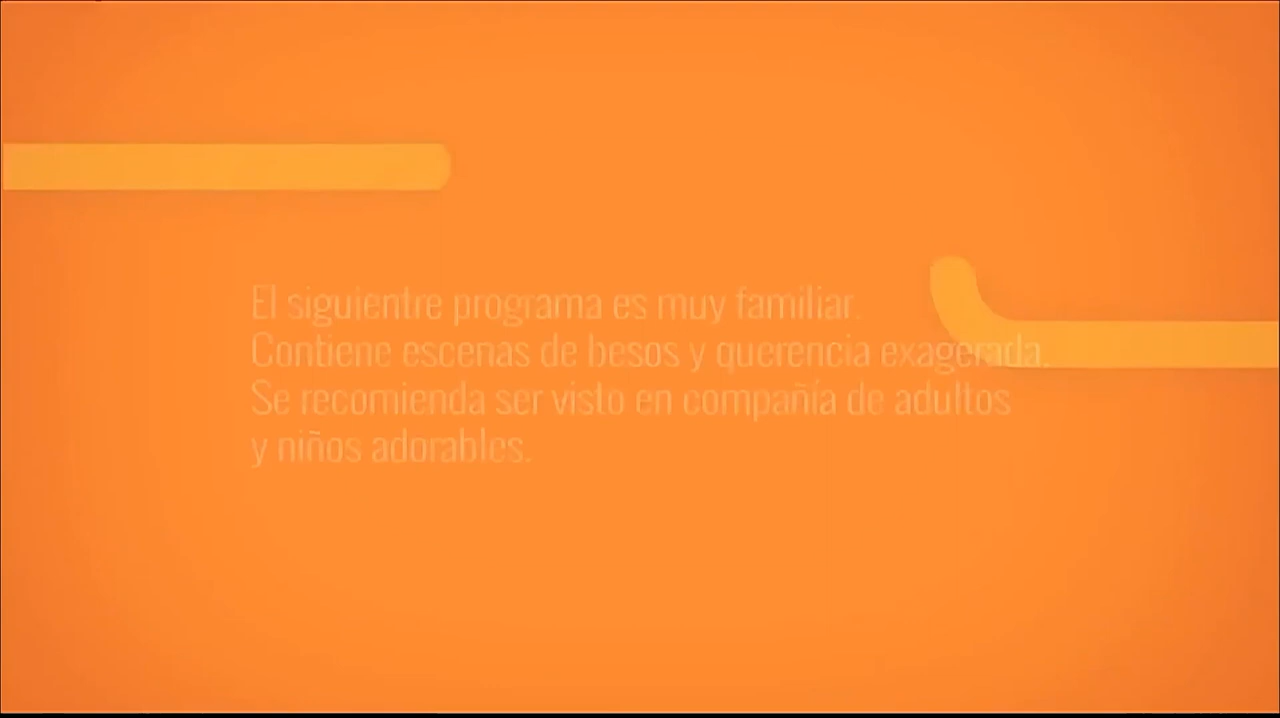 El siguientre programa es muy familiar.
Contiene escenas de besos y querencia exagerada.
Se recomienda ser visto en compañía de adultos
y niños adorables.